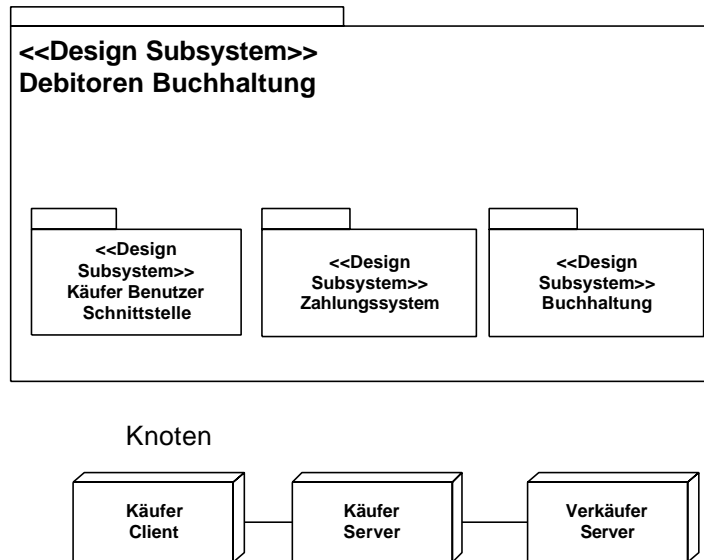 <<Design Subsystem>>
Debitoren Buchhaltung
<<Design
Subsystem>>
Käufer Benutzer
Schnittstelle
<<Design
Subsystem>>
Zahlungssystem
<<Design
Subsystem>>
Buchhaltung
Knoten
Käufer
Client
Käufer
Server
Verkäufer
Server